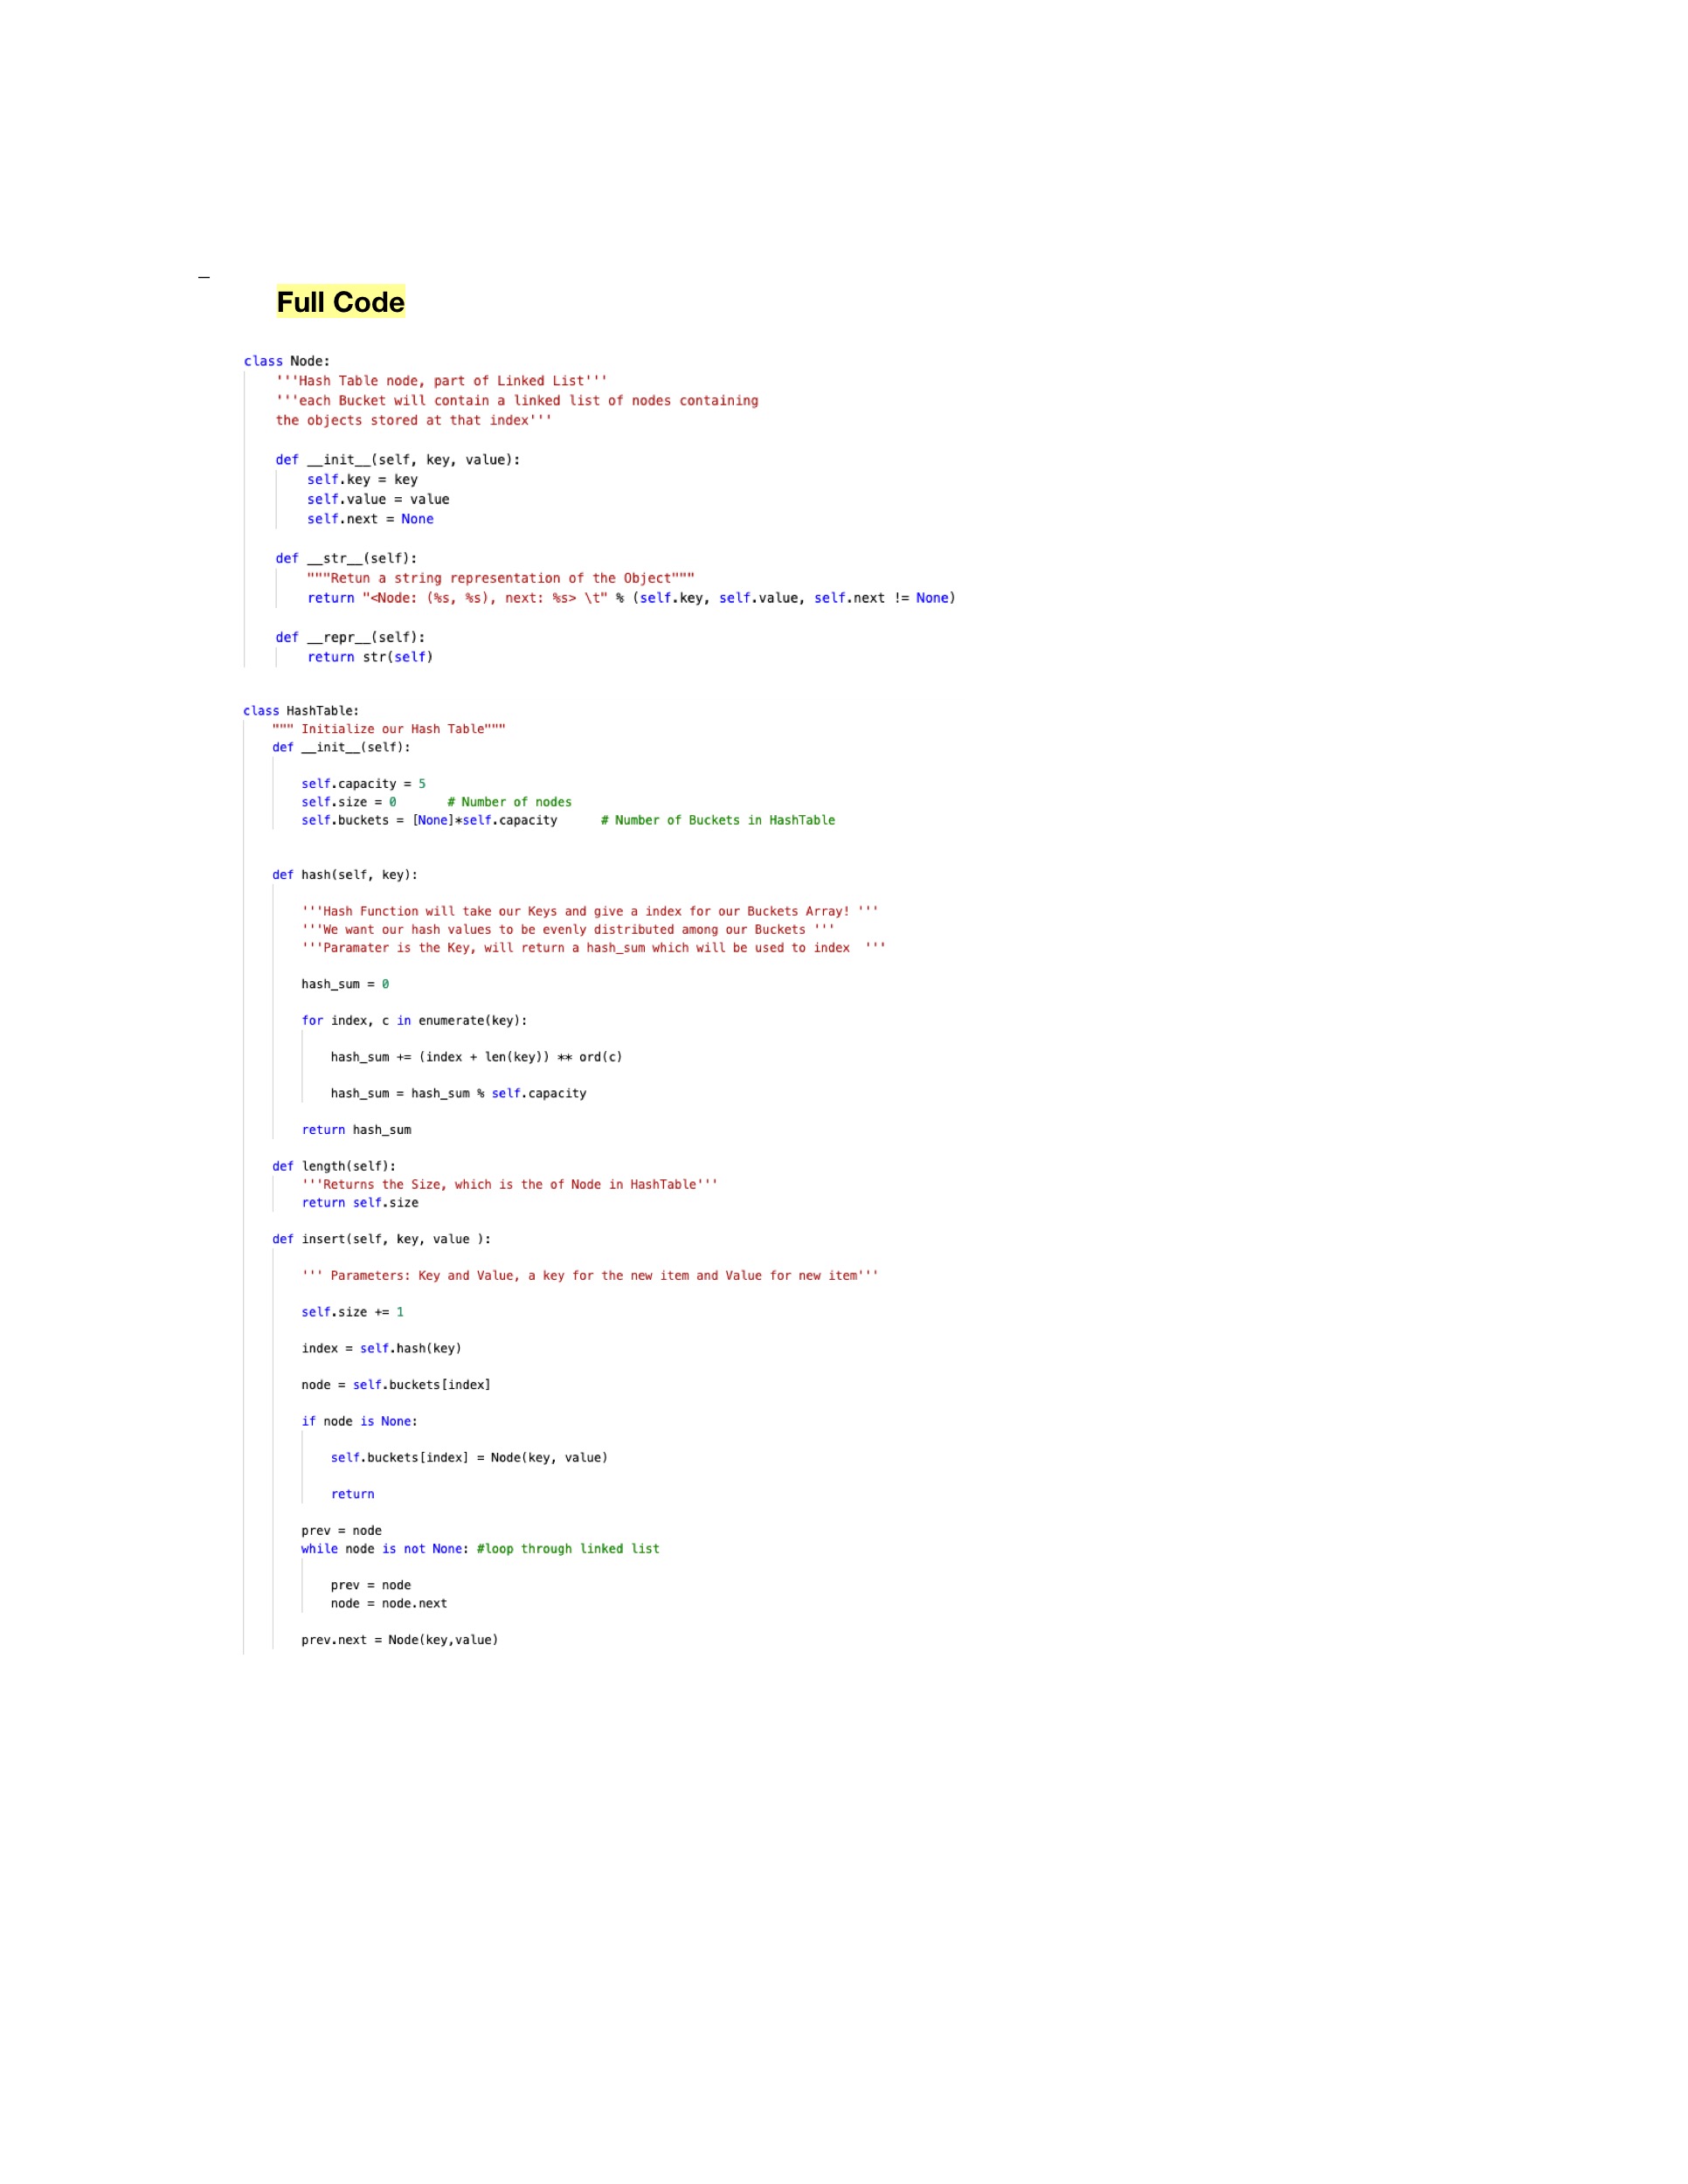 Full Code
class Node:
    '''Hash Table node, part of Linked List'''
    '''each Bucket will contain a linked list of nodes containing
    the objects stored at that index'''
    def __init__(self, key, value):
        self.key = key
        self.value = value
        self.next = None
    def __str__(self):
        """Retun a string representation of the Object"""
        return "<Node: (%s, %s), next: %s> \t" % (self.key, self.value, self.next != None)
    def __repr__(self):
        return str(self)
class HashTable:
    """ Initialize our Hash Table"""
    def __init__(self):
        self.capacity = 5
        self.size = 0       # Number of nodes
        self.buckets = [None]*self.capacity      # Number of Buckets in HashTable
    def hash(self, key):
        '''Hash Function will take our Keys and give a index for our Buckets Array! '''
        '''We want our hash values to be evenly distributed among our Buckets '''
        '''Paramater is the Key, will return a hash_sum which will be used to index  '''
        hash_sum = 0
        for index, c in enumerate(key):
            hash_sum += (index + len(key)) ** ord(c)
            hash_sum = hash_sum % self.capacity
        return hash_sum
    def length(self):
        '''Returns the Size, which is the of Node in HashTable'''
        return self.size
    def insert(self, key, value ):
        ''' Parameters: Key and Value, a key for the new item and Value for new item'''
        self.size += 1
        index = self.hash(key)
        node = self.buckets[index]
        if node is None:
            self.buckets[index] = Node(key, value)
            return
        prev = node
        while node is not None: #loop through linked list
            prev = node
            node = node.next
        prev.next = Node(key,value)